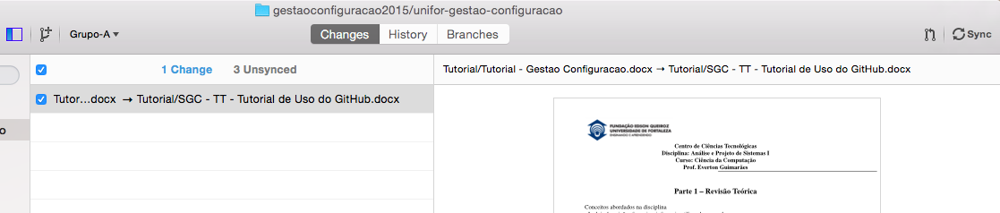 gestaoconfiguracao2015/unifor-gestao-configuracao
Grupo-A
Changes
History
Branches
Sync
1 Change
3 Unsynced
Tutorial/Tutorial - Gestao Configuracao.docx → Tutorial/SGC - TT - Tutorial de Uso do GitHub.docx
Tutor...docx → Tutorial/SGC - TT - Tutorial de Uso do GitHub.docx
o
FUNDAÇÃO EDSON QUEIROZ
UNIVERSIDADE DE FORTALEZA
ENSINANDO E APRENDENDO
Centro de Ciências Tecnológicas
Disciplina: Análise e Projeto de Sistemas I
Curso: Ciência da Computação
Prof. Everton Guimarães
Parte 1 – Revisão Teórica
Conceitos abordados na disciplina